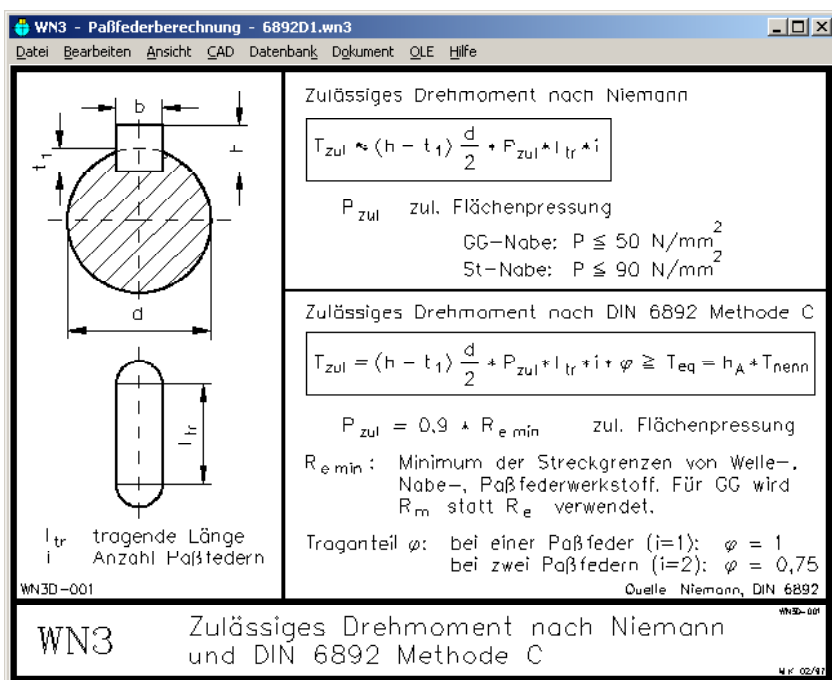 WN3 - Paßfederberechnung - 6892D1.wn3
Datei Bearbeiten Ansicht CAD Datenbank Dokument OLE Hilfe
b
h
t1
d
ltr
ltr tragende Länge
i Anzahl Paßfedern
WN3D-001
Zulässiges Drehmoment nach Niemann
Tzul ≈ (h - t1) d/2 * Pzul * ltr * i
Pzul zul. Flächenpressung
GG-Nabe: P ≦ 50 N/mm²
St-Nabe: P ≦ 90 N/mm²
Zulässiges Drehmoment nach DIN 6892 Methode C
Tzul = (h - t1) d/2 * Pzul * ltr * i * φ ≧ Teq = hA * Tnenn
Pzul = 0,9 * Re min zul. Flächenpressung
Re min : Minimum der Streckgrenzen von Welle-,
Nabe-, Paßfederwerkstoff. Für GG wird
Rm statt Re verwendet.
Traganteil φ: bei einer Paßfeder (i=1): φ = 1
bei zwei Paßfedern (i=2): φ = 0,75
Quelle Niemann, DIN 6892
WN3D-001
WN3 Zulässiges Drehmoment nach Niemann
und DIN 6892 Methode C